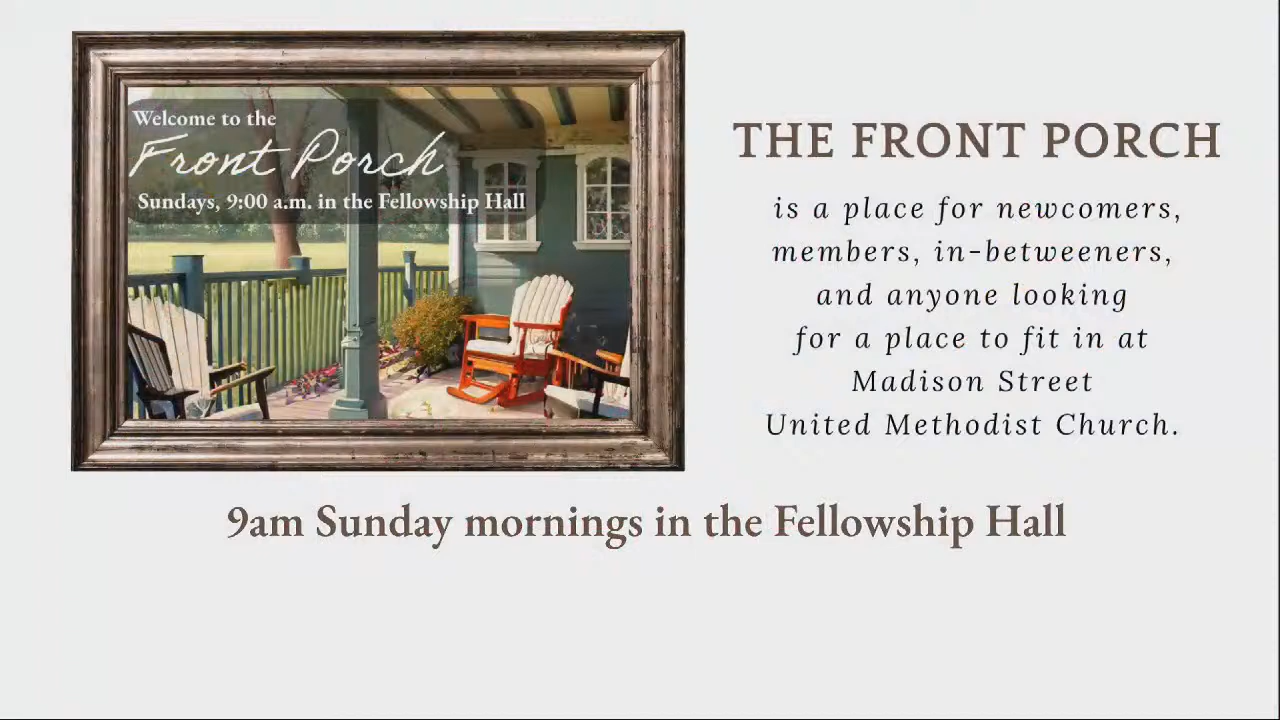 Welcome to the
Front Porch
Sundays, 9:00 a.m. in the Fellowship Hall
THE FRONT PORCH
is a place for newcomers,
members, in-betweeners,
and anyone looking
for a place to fit in at
Madison Street
United Methodist Church.
9am Sunday mornings in the Fellowship Hall